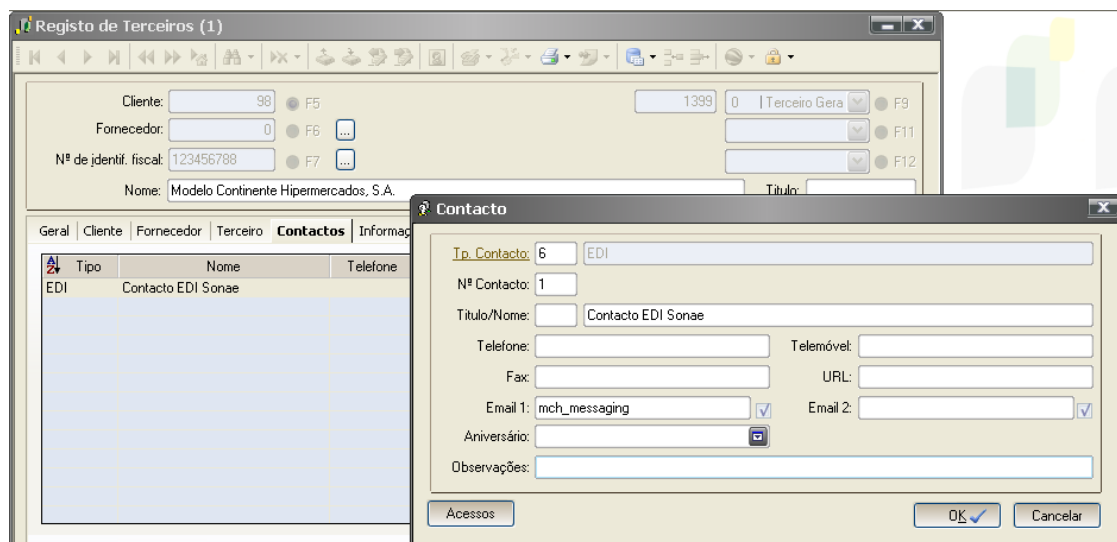 Registo de Terceiros (1)
Cliente: 98 F5 1399 0 Terceiro Gera F9
Fornecedor: 0 F6 ... F11
Nº de identif. fiscal: 123456788 F7 ... F12
Nome: Modelo Continente Hipermercados, S.A. Titulo:
Geral Cliente Fornecedor Terceiro Contactos Informaç
Tipo Nome Telefone
EDI Contacto EDI Sonae
Contacto
Tp. Contacto: 6 EDI
Nº Contacto: 1
Titulo/Nome: Contacto EDI Sonae
Telefone: Telemóvel:
Fax: URL:
Email 1: mch_messaging Email 2:
Aniversário:
Observações:
Acessos OK Cancelar